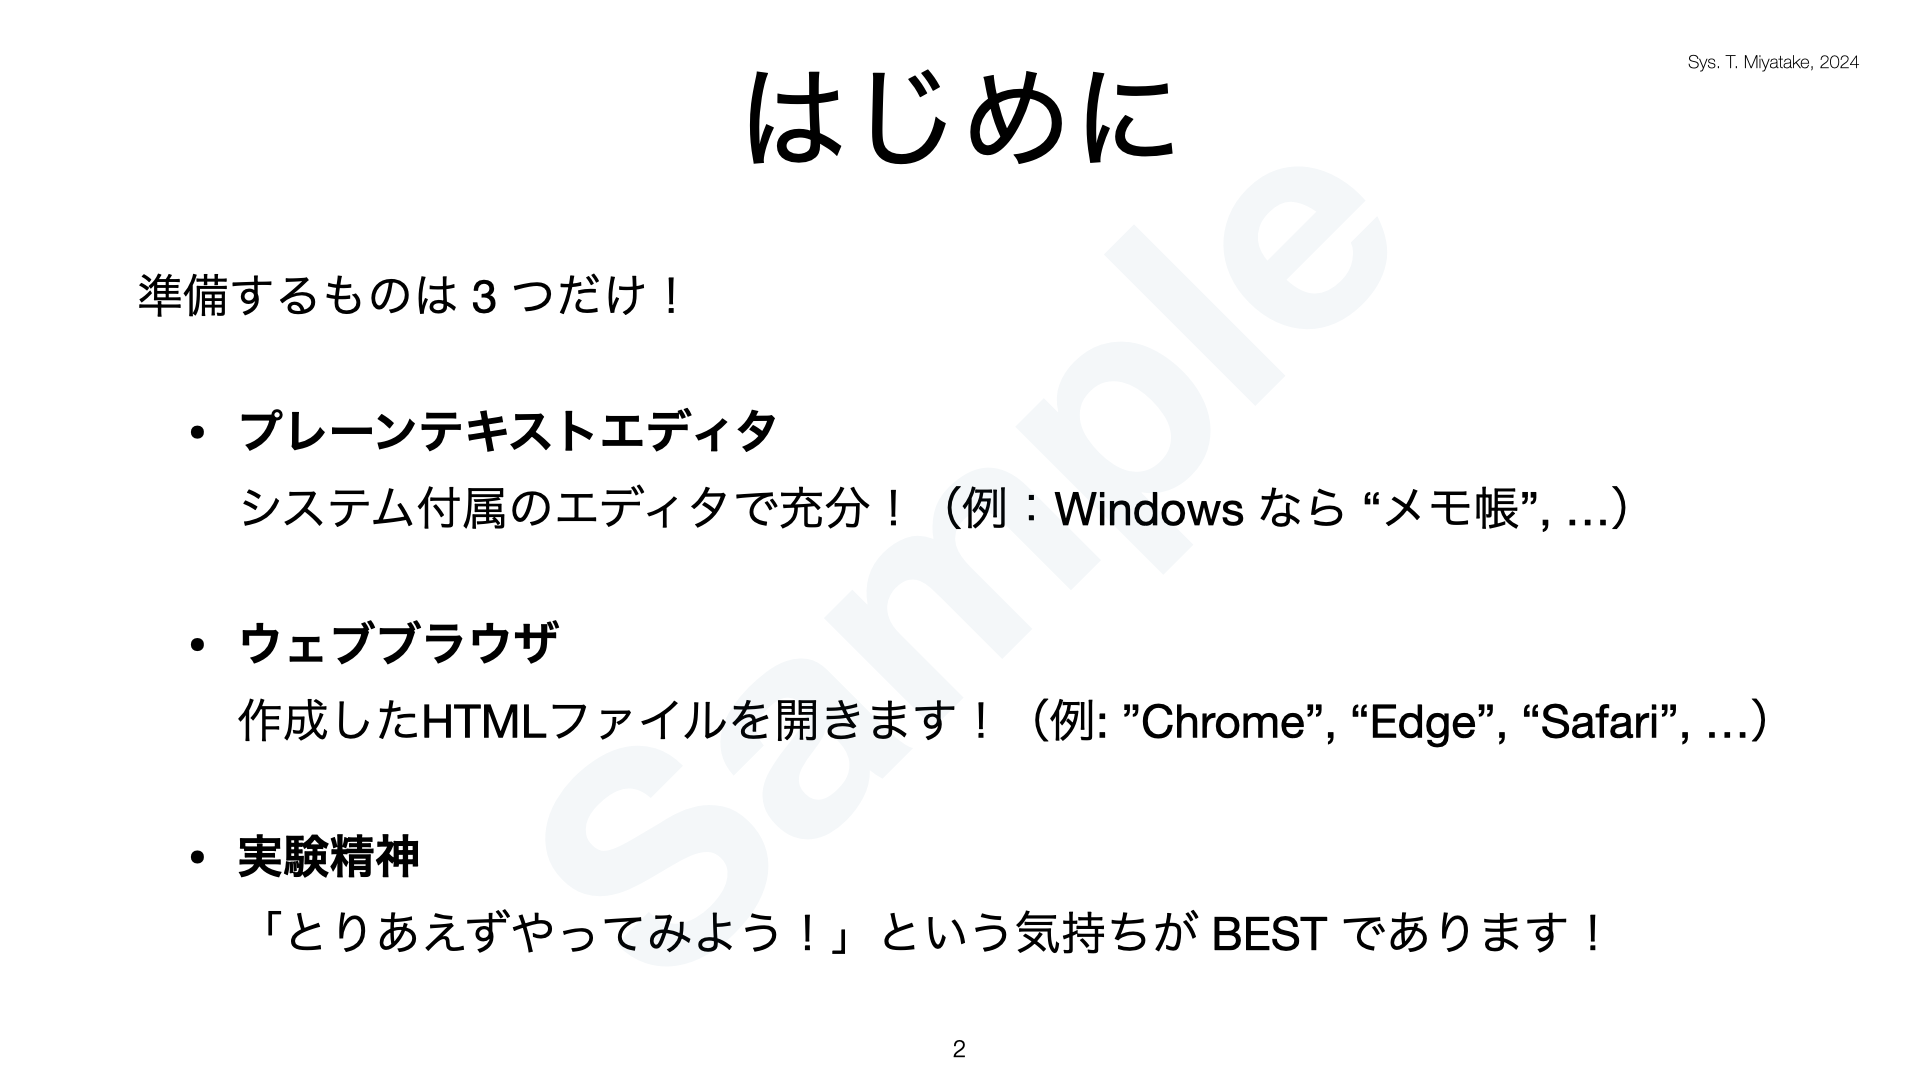 Sys. T. Miyatake, 2024
はじめに
準備するものは 3 つだけ！
• プレーンテキストエディタ
システム付属のエディタで充分！（例：Windows なら “メモ帳”, …）
• ウェブブラウザ
作成したHTMLファイルを開きます！（例: ”Chrome”, “Edge”, “Safari”, …）
• 実験精神
「とりあえずやってみよう！」という気持ちが BEST であります！
Sample
2